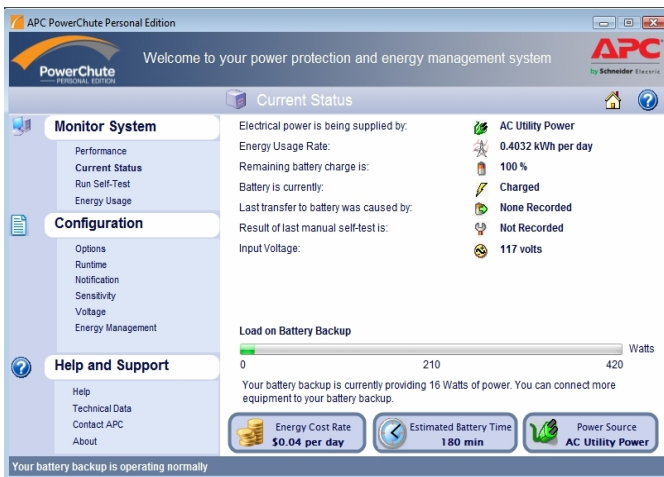 APC PowerChute Personal Edition
PowerChute
PERSONAL EDITION
Welcome to your power protection and energy management system
APC
by Schneider Electric
Current Status
Monitor System
Performance
Current Status
Run Self-Test
Energy Usage
Configuration
Options
Runtime
Notification
Sensitivity
Voltage
Energy Management
Help and Support
Help
Technical Data
Contact APC
About
Electrical power is being supplied by: AC Utility Power
Energy Usage Rate: 0.4032 kWh per day
Remaining battery charge is: 100 %
Battery is currently: Charged
Last transfer to battery was caused by: None Recorded
Result of last manual self-test is: Not Recorded
Input Voltage: 117 volts
Load on Battery Backup
Watts
0 210 420
Your battery backup is currently providing 16 Watts of power. You can connect more
equipment to your battery backup.
Energy Cost Rate
$0.04 per day
Estimated Battery Time
180 min
Power Source
AC Utility Power
Your battery backup is operating normally